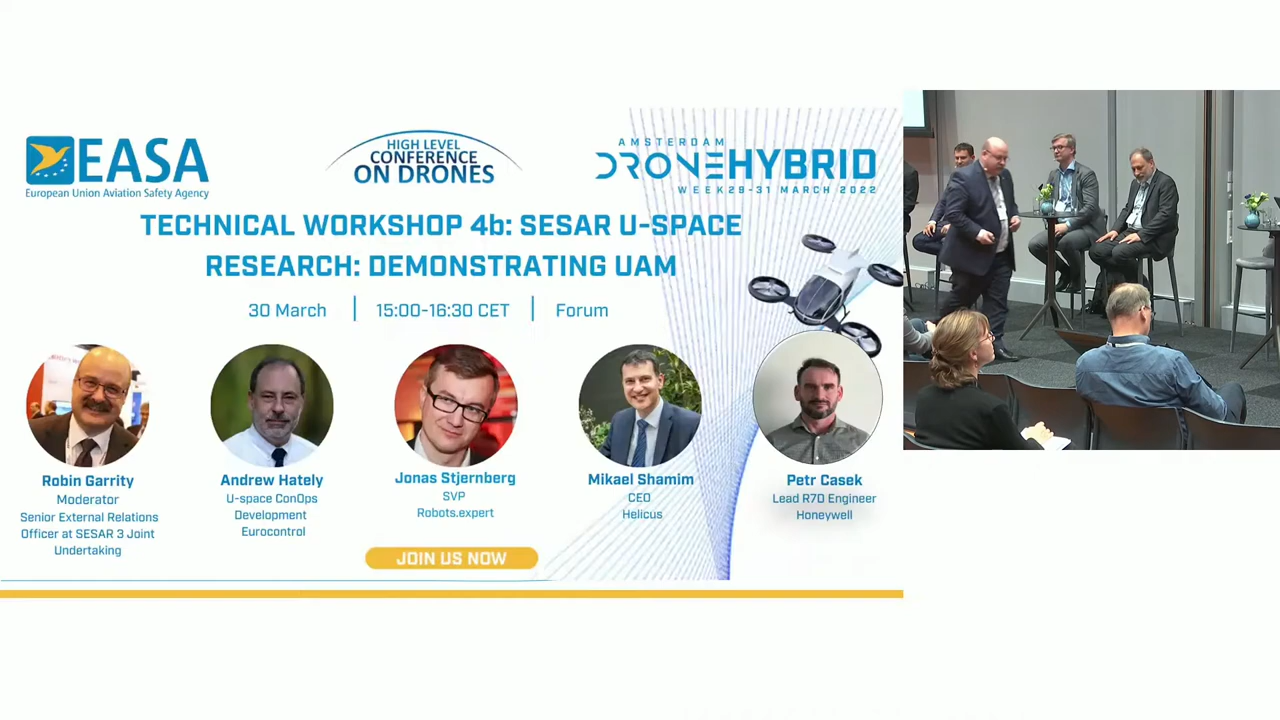 EASA
European Union Aviation Safety Agency
HIGH LEVEL
CONFERENCE
ON DRONES
AMSTERDAM
DRONEHYBRID
WEEK29-31 MARCH 2022
TECHNICAL WORKSHOP 4b: SESAR U-SPACE
RESEARCH: DEMONSTRATING UAM
30 March | 15:00-16:30 CET | Forum
Robin Garrity
Moderator
Senior External Relations
Officer at SESAR 3 Joint
Undertaking
Andrew Hately
U-space ConOps
Development
Eurocontrol
Jonas Stjernberg
SVP
Robots.expert
Mikael Shamim
CEO
Helicus
Petr Casek
Lead R7D Engineer
Honeywell
JOIN US NOW